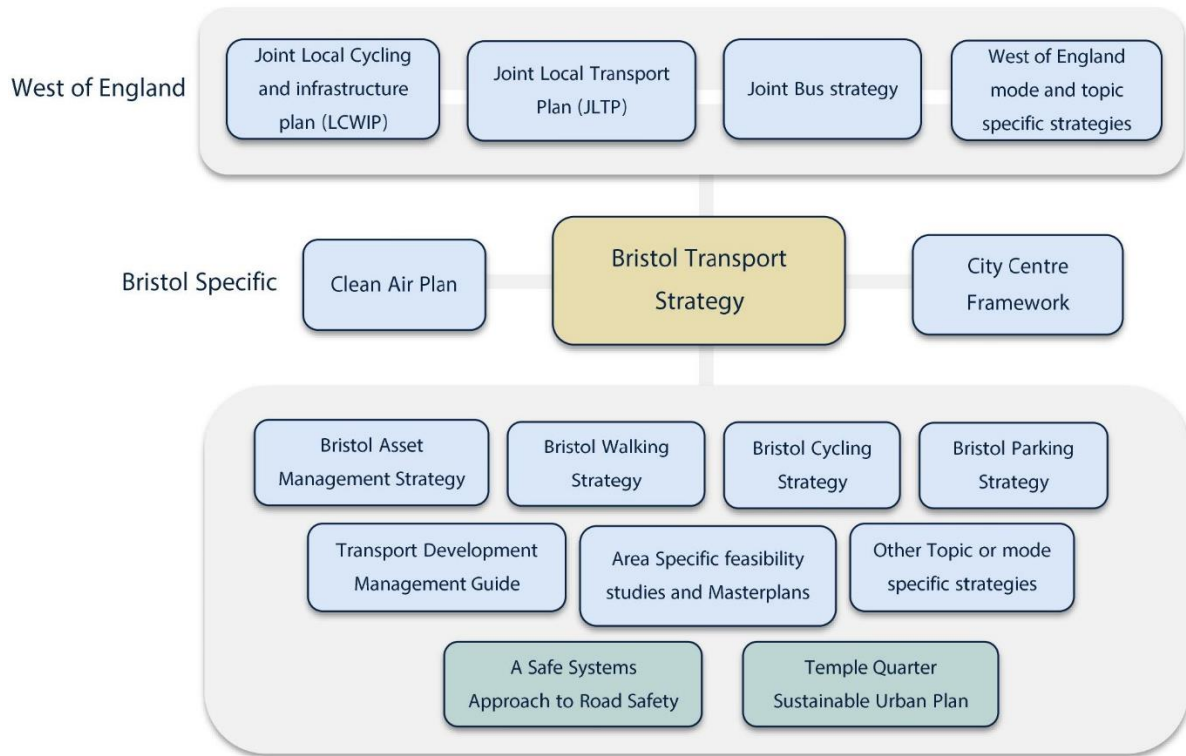 West of England
Joint Local Cycling
and infrastructure
plan (LCWIP)
Joint Local Transport
Plan (JLTP)
Joint Bus strategy
West of England
mode and topic
specific strategies
Bristol Specific
Clean Air Plan
Bristol Transport
Strategy
City Centre
Framework
Bristol Asset
Management Strategy
Bristol Walking
Strategy
Bristol Cycling
Strategy
Bristol Parking
Strategy
Transport Development
Management Guide
Area Specific feasibility
studies and Masterplans
Other Topic or mode
specific strategies
A Safe Systems
Approach to Road Safety
Temple Quarter
Sustainable Urban Plan